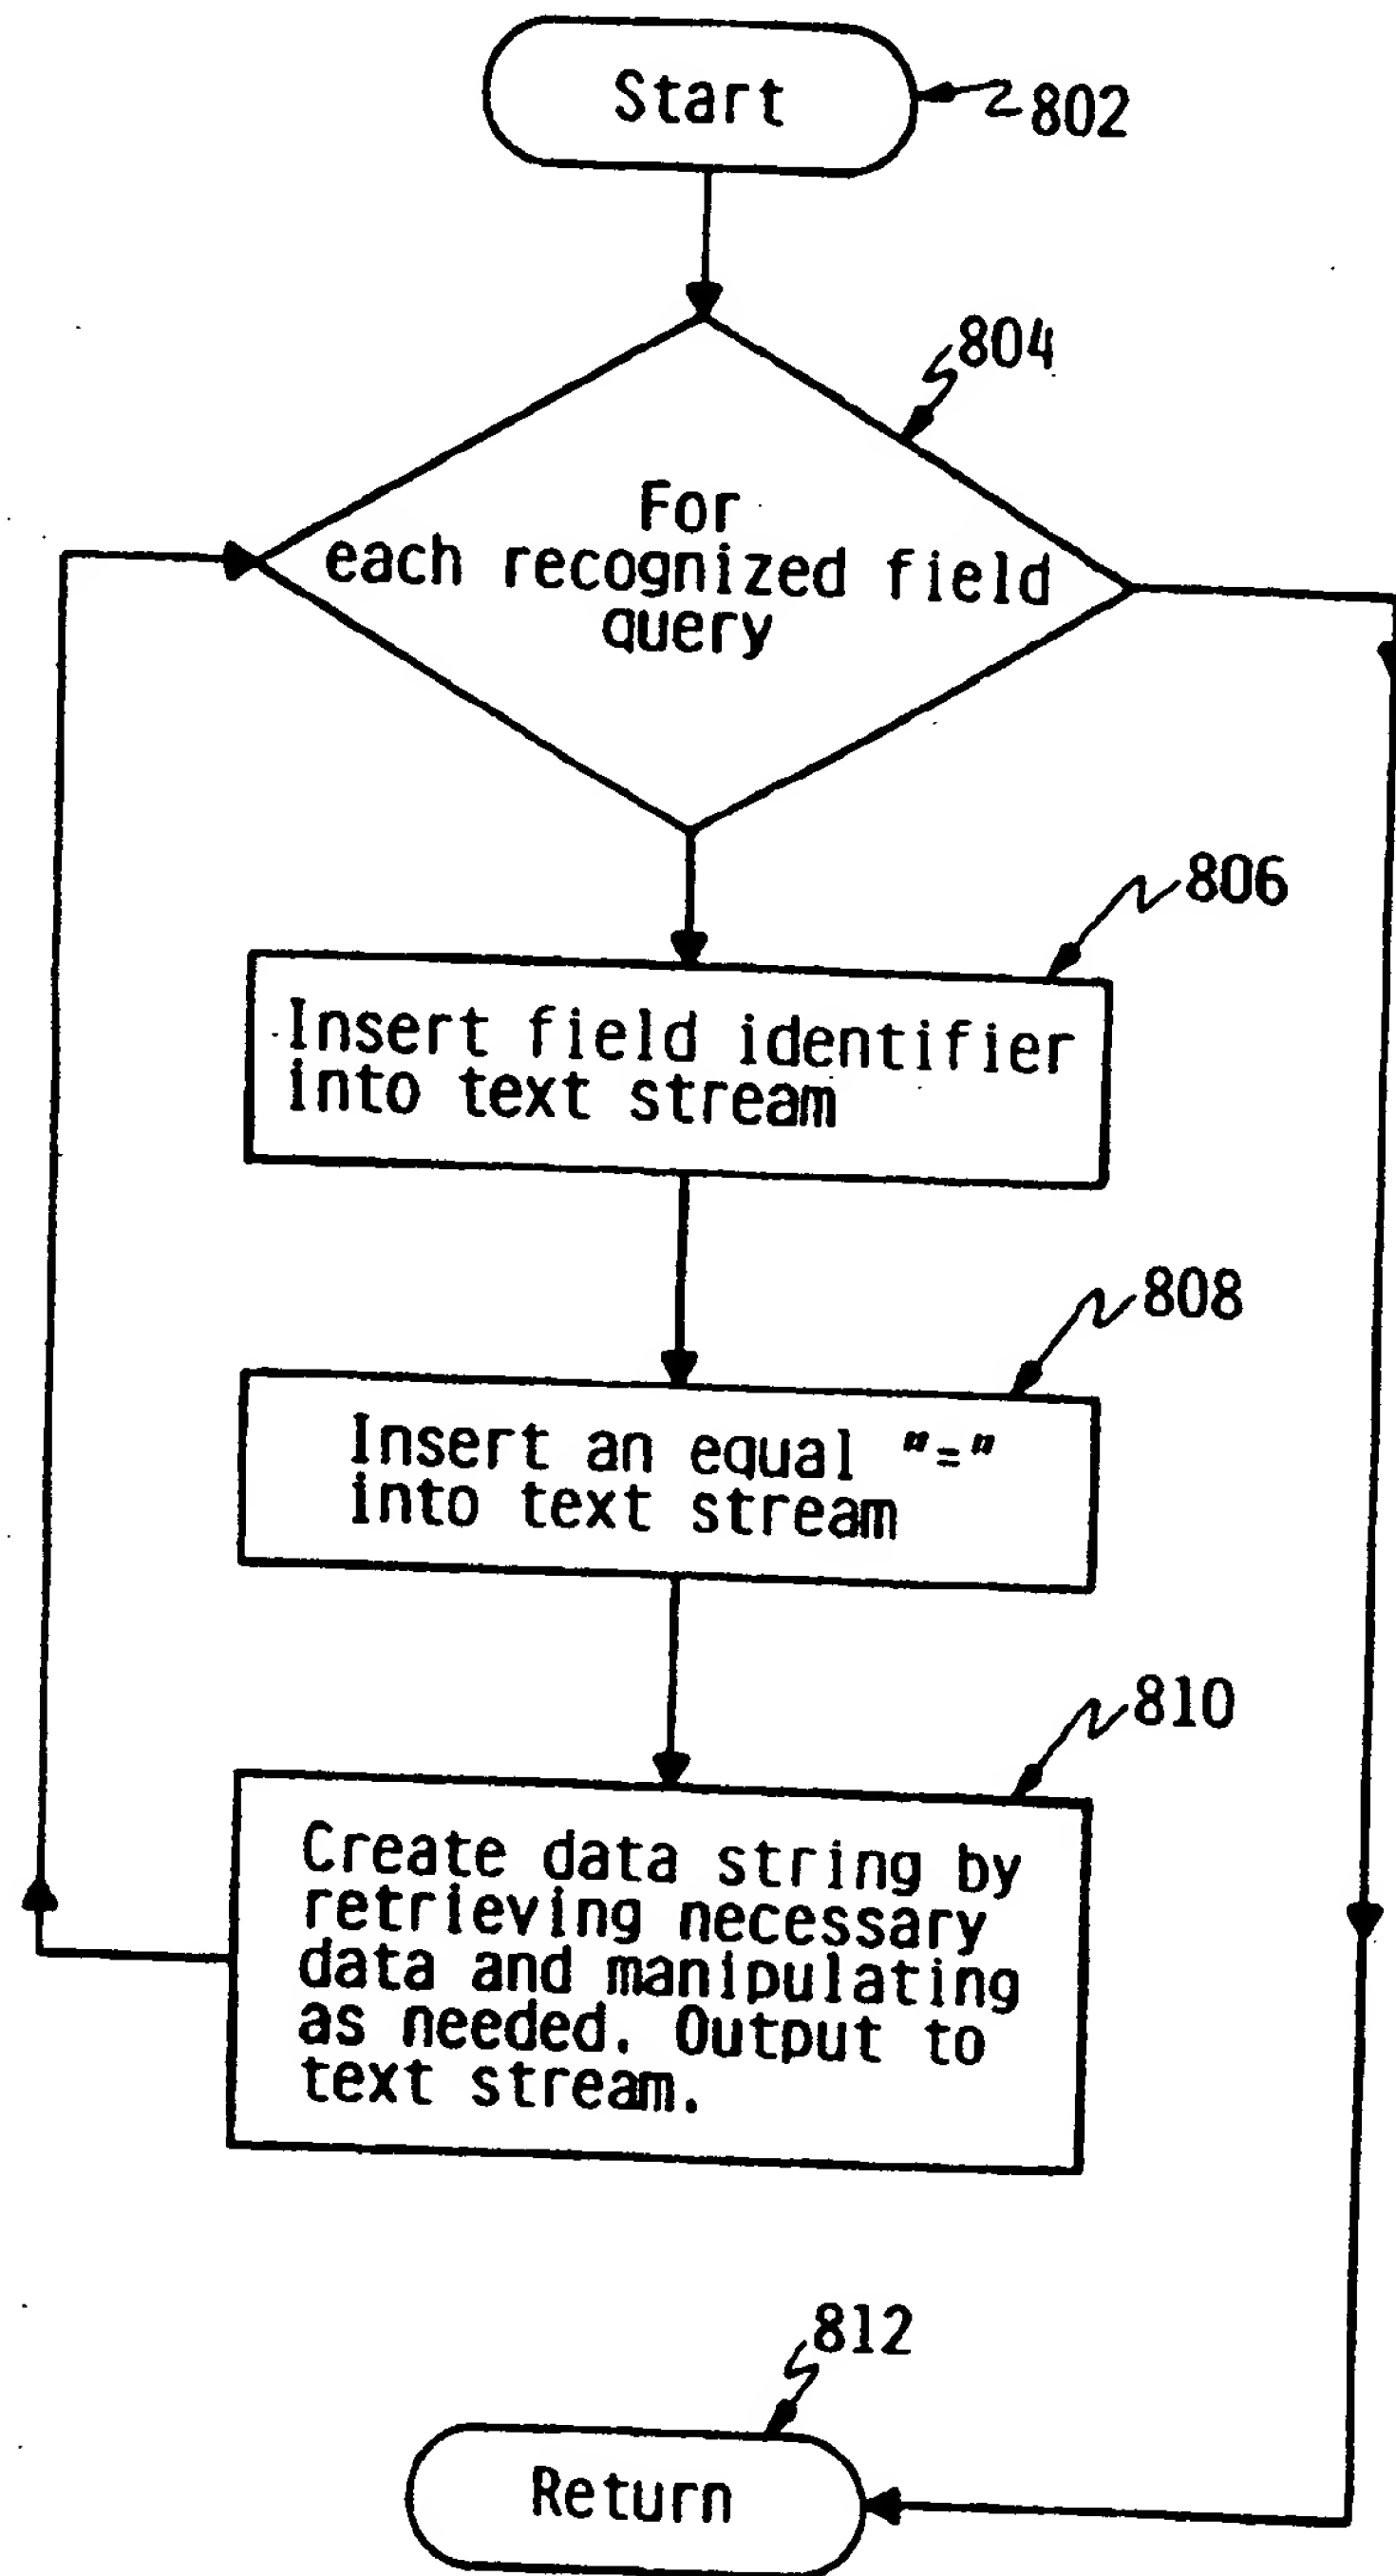 Start
802
804
For
each recognized field
query
806
Insert field identifier
into text stream
808
Insert an equal "="
into text stream
810
Create data string by
retrieving necessary
data and manipulating
as needed. Output to
text stream.
812
Return